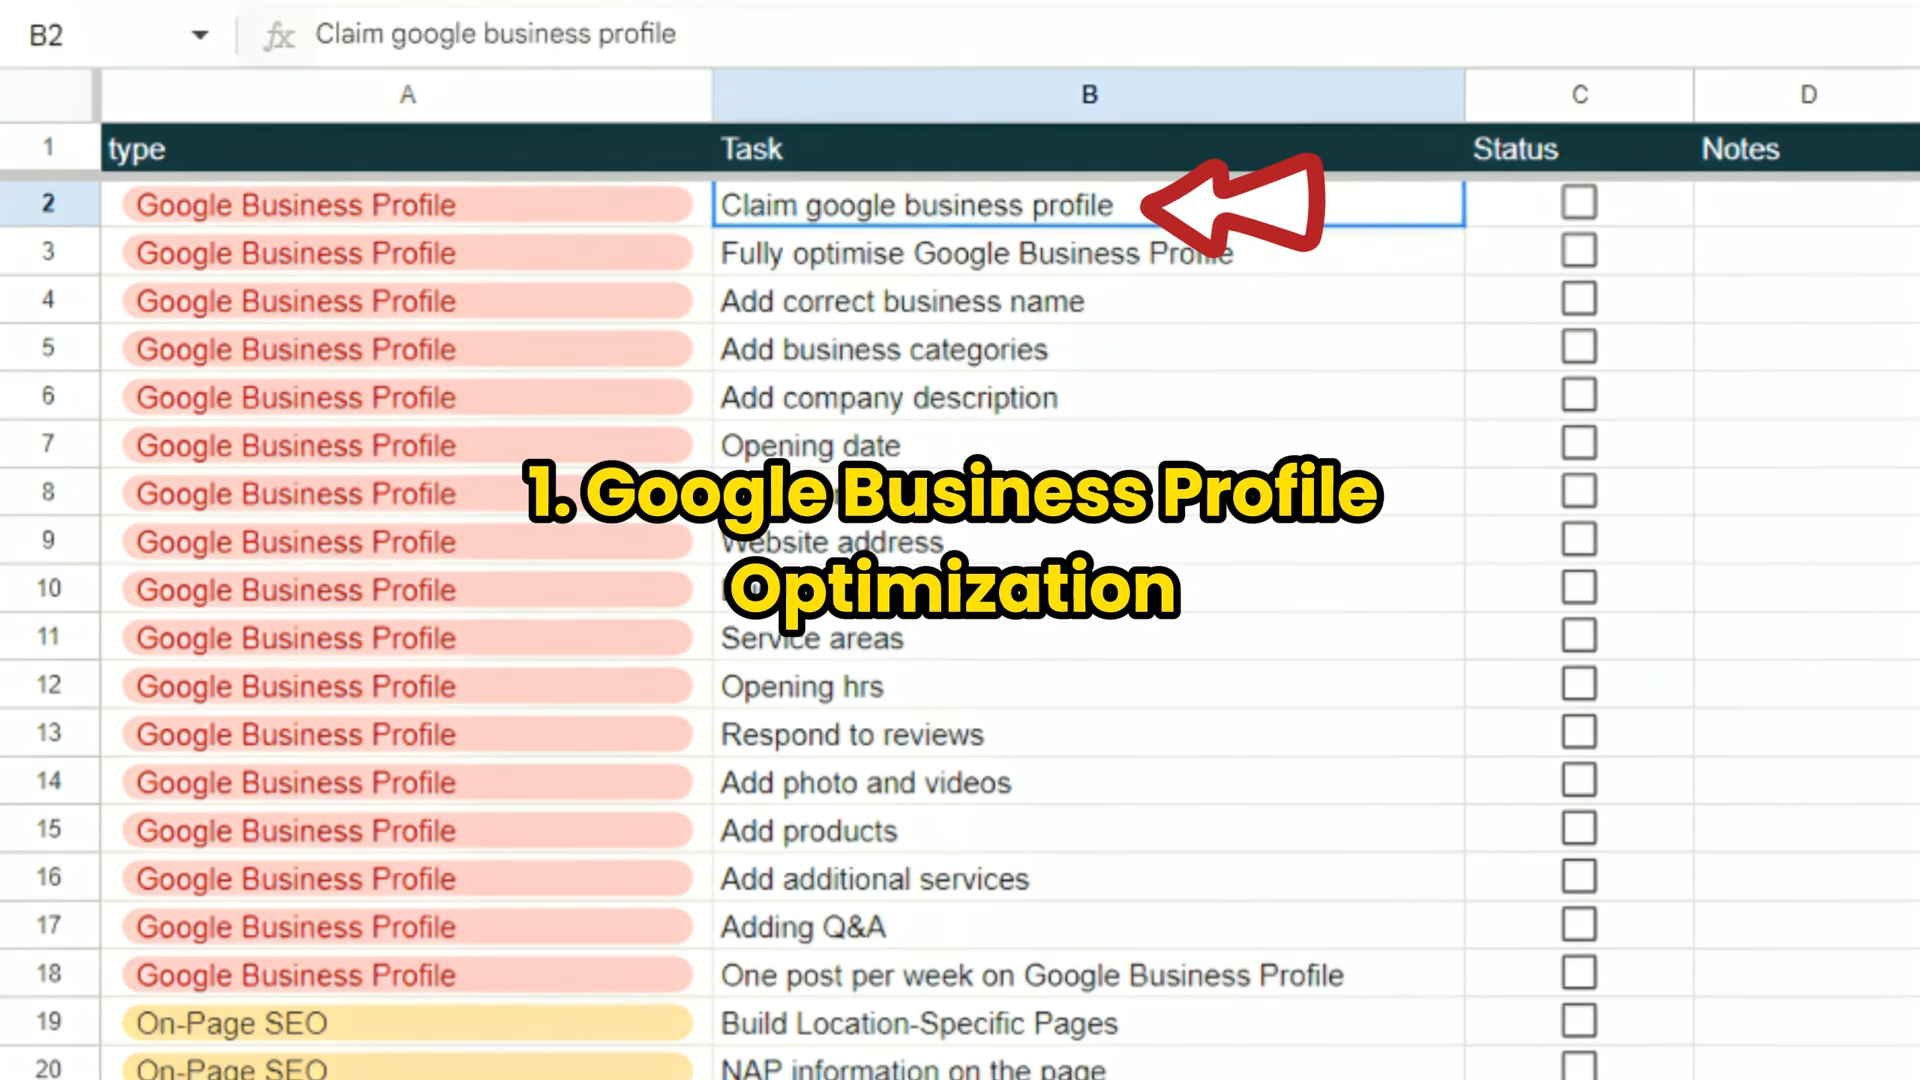 B2 fx Claim google business profile
A B C D
1 type Task Status Notes
2 Google Business Profile Claim google business profile
3 Google Business Profile Fully optimise Google Business Profile
4 Google Business Profile Add correct business name
5 Google Business Profile Add business categories
6 Google Business Profile Add company description
7 Google Business Profile Opening date
1. Google Business Profile
Optimization
8 Google Business Profile
9 Google Business Profile Website address
10 Google Business Profile
11 Google Business Profile Service areas
12 Google Business Profile Opening hrs
13 Google Business Profile Respond to reviews
14 Google Business Profile Add photo and videos
15 Google Business Profile Add products
16 Google Business Profile Add additional services
17 Google Business Profile Adding Q&A
18 Google Business Profile One post per week on Google Business Profile
19 On-Page SEO Build Location-Specific Pages
20 On-Page SEO NAP information on the page